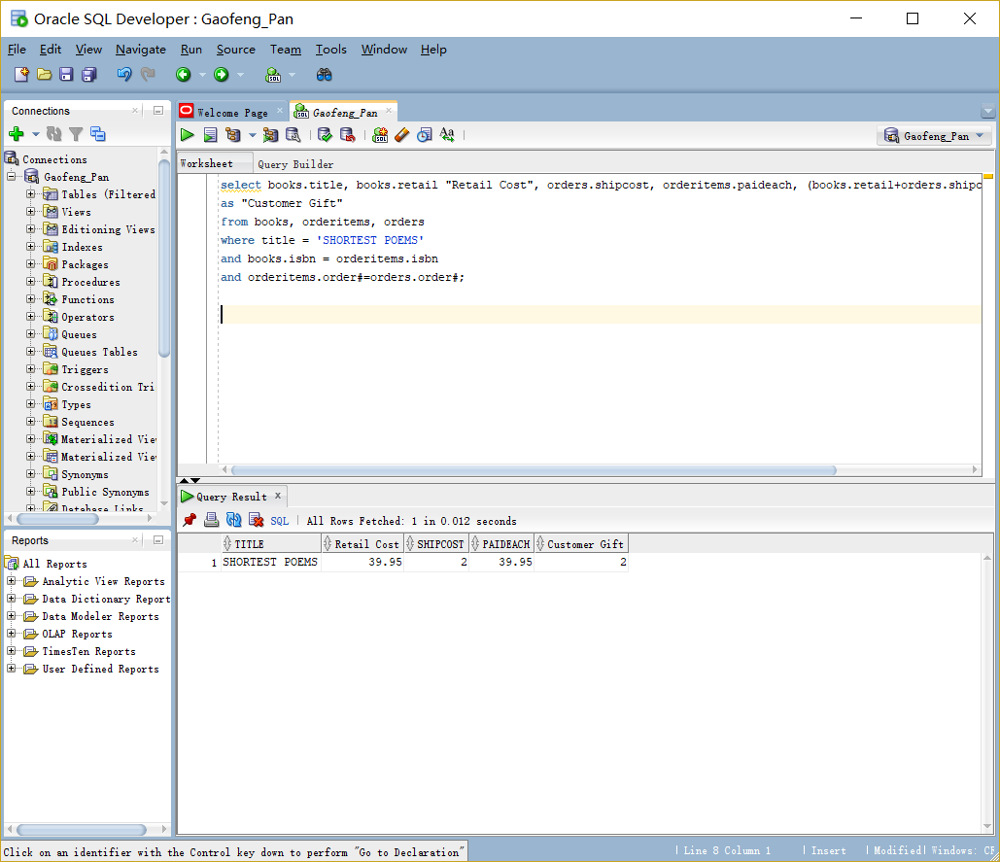 Oracle SQL Developer : Gaofeng_Pan
File Edit View Navigate Run Source Team Tools Window Help
Connections
Connections
Gaofeng_Pan
Tables (Filtered
Views
Editioning Views
Indexes
Packages
Procedures
Functions
Operators
Queues
Queues Tables
Triggers
Crossedition Tri
Types
Sequences
Materialized Vie
Materialized Vie
Synonyms
Public Synonyms
Database Links
Reports
All Reports
Analytic View Reports
Data Dictionary Report
Data Modeler Reports
OLAP Reports
TimesTen Reports
User Defined Reports
Welcome Page Gaofeng_Pan
Gaofeng_Pan
Worksheet Query Builder
select books.title, books.retail "Retail Cost", orders.shipcost, orderitems.paideach, (books.retail+orders.shipc
as "Customer Gift"
from books, orderitems, orders
where title = 'SHORTEST POEMS'
and books.isbn = orderitems.isbn
and orderitems.order#=orders.order#;
Query Result
SQL All Rows Fetched: 1 in 0.012 seconds
TITLE Retail Cost SHIPCOST PAIDEACH Customer Gift
1 SHORTEST POEMS 39.95 2 39.95 2
Click on an identifier with the Control key down to perform "Go to Declaration"
Line 8 Column 1 Insert Modified Windows: CR